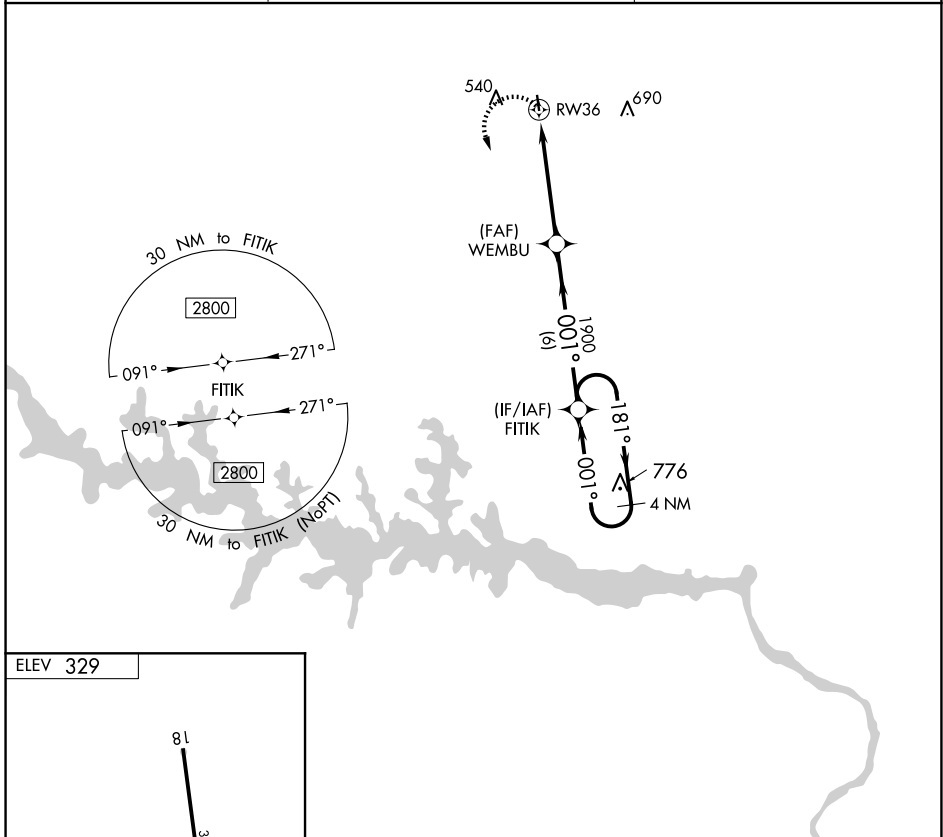 540
RW36
690
(FAF)
WEMBU
30 NM to FITIK
2800
091°
271°
FITIK
091°
271°
2800
30 NM to FITIK (NoPT)
001°
1900
(6)
(IF/IAF)
FITIK
181°
001°
776
4 NM
ELEV 329
18
3